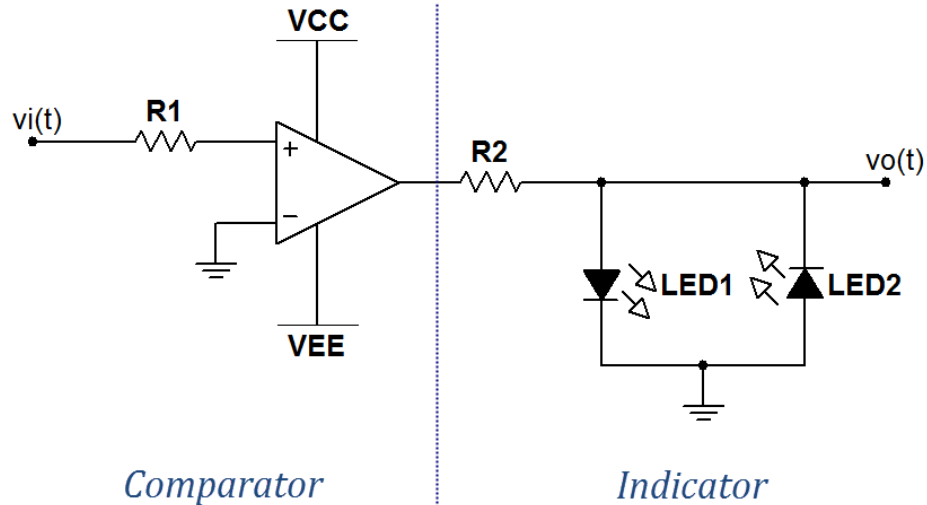 VCC
vi(t)
R1
+
−
VEE
R2
vo(t)
LED1
LED2
Comparator
Indicator